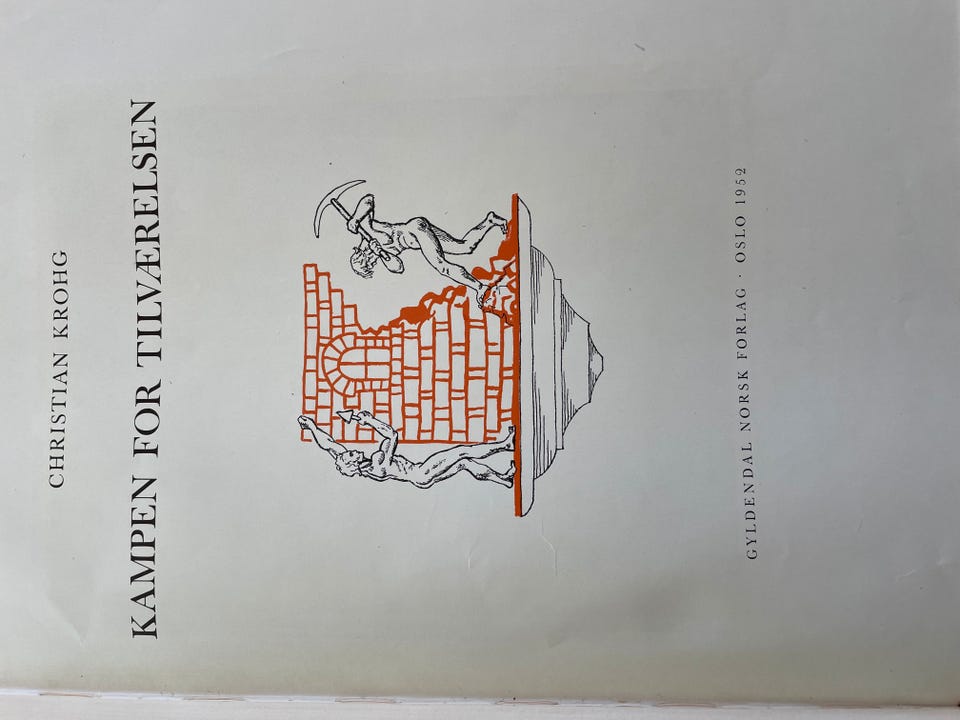 CHRISTIAN KROHG
KAMPEN FOR TILVÆRELSEN
GYLDENDAL NORSK FORLAG · OSLO 1952